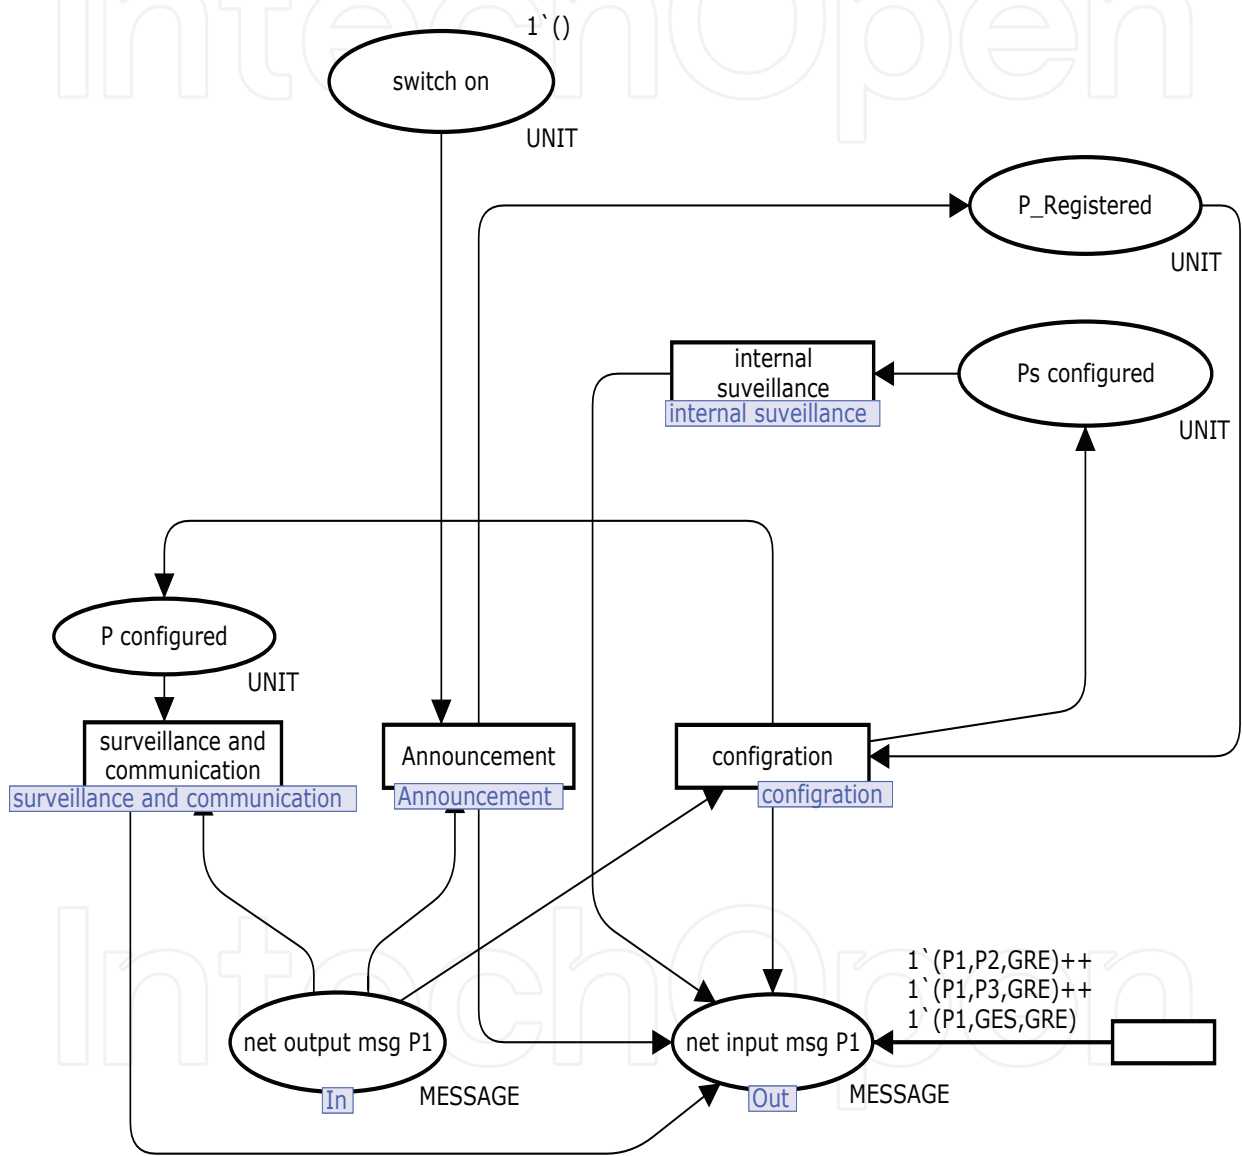 IntechOpen
1`()
switch on
UNIT
P_Registered
UNIT
internal
suveillance
internal suveillance
Ps configured
UNIT
P configured
UNIT
surveillance and
communication
surveillance and communication
Announcement
Announcement
configration
configration
IntechOpen
1`(P1,P2,GRE)++
1`(P1,P3,GRE)++
1`(P1,GES,GRE)
net output msg P1
In
MESSAGE
net input msg P1
Out
MESSAGE